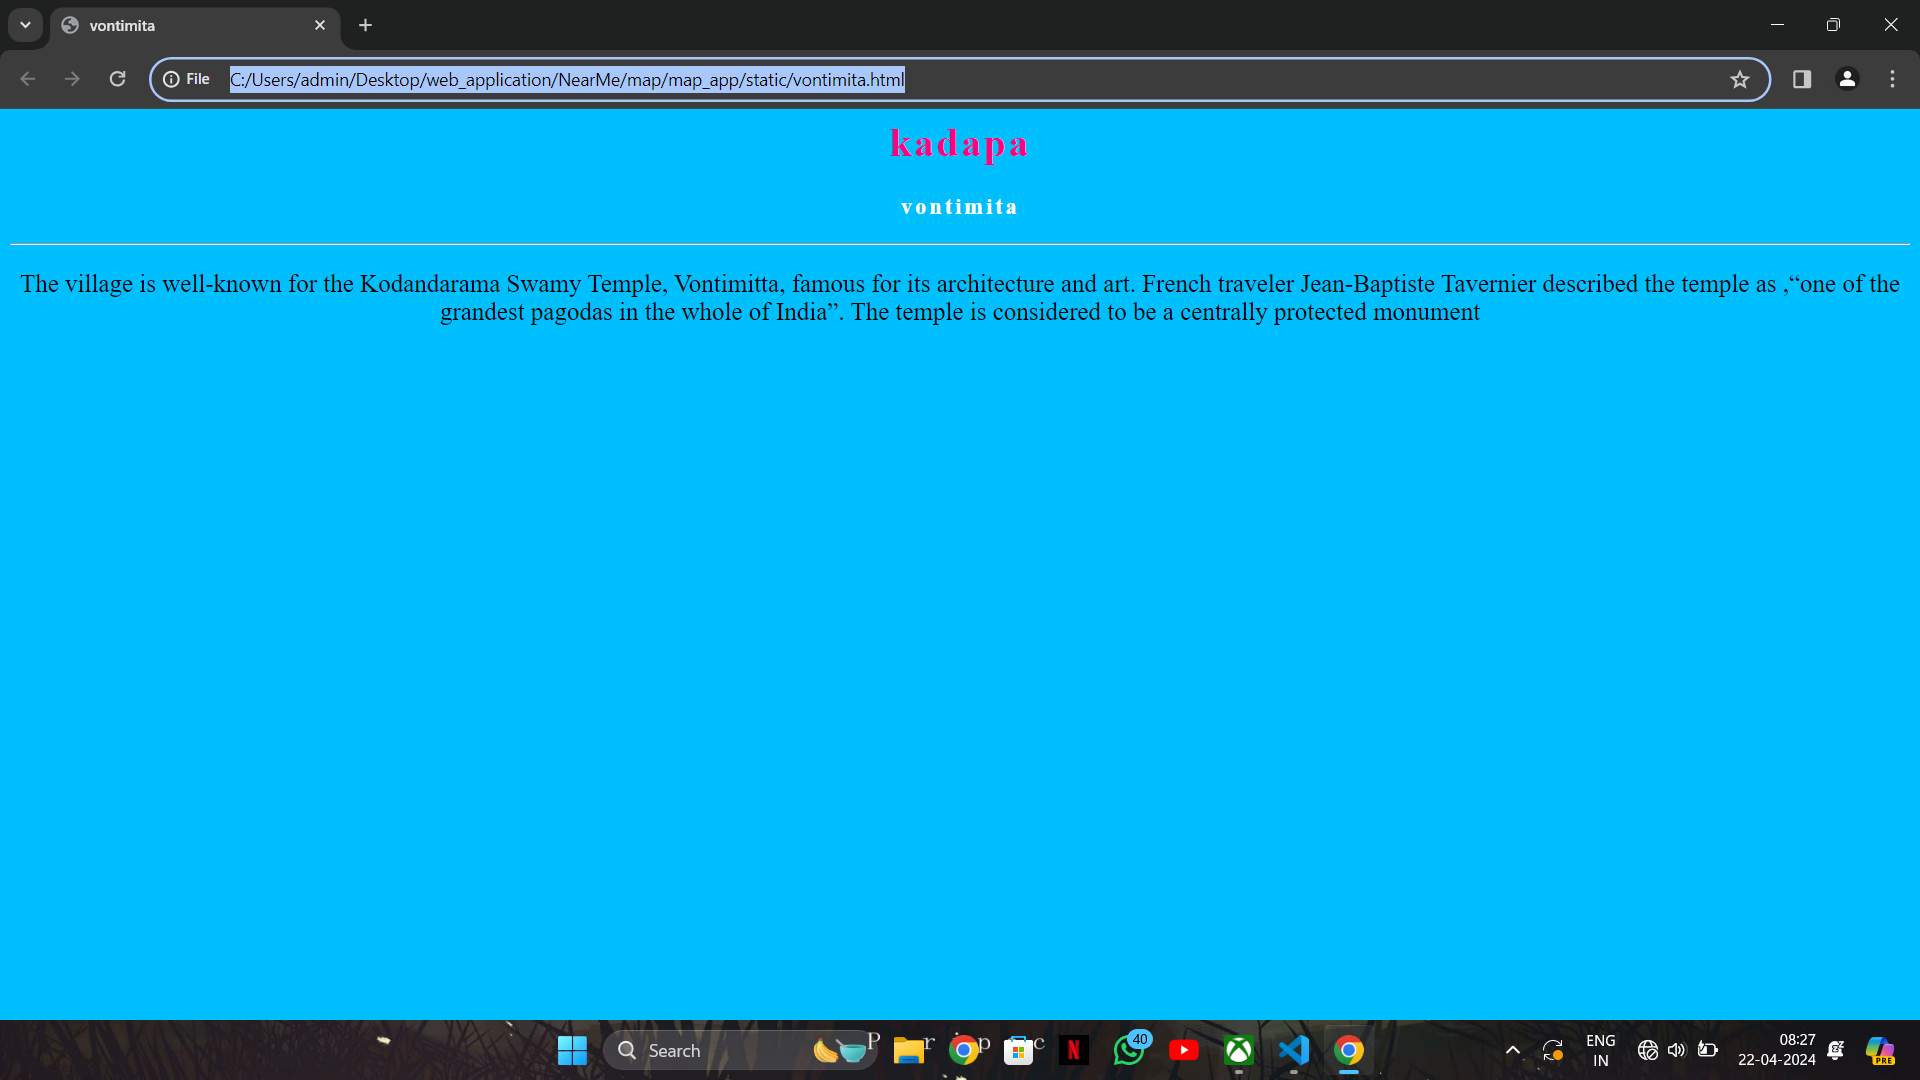 vontimita
File C:/Users/admin/Desktop/web_application/NearMe/map/map_app/static/vontimita.html
kadapa
vontimita
The village is well-known for the Kodandarama Swamy Temple, Vontimitta, famous for its architecture and art. French traveler Jean-Baptiste Tavernier described the temple as ,“one of the
grandest pagodas in the whole of India”. The temple is considered to be a centrally protected monument
Search
P r i p c
N
40
ENG
IN
08:27
22-04-2024
PRE